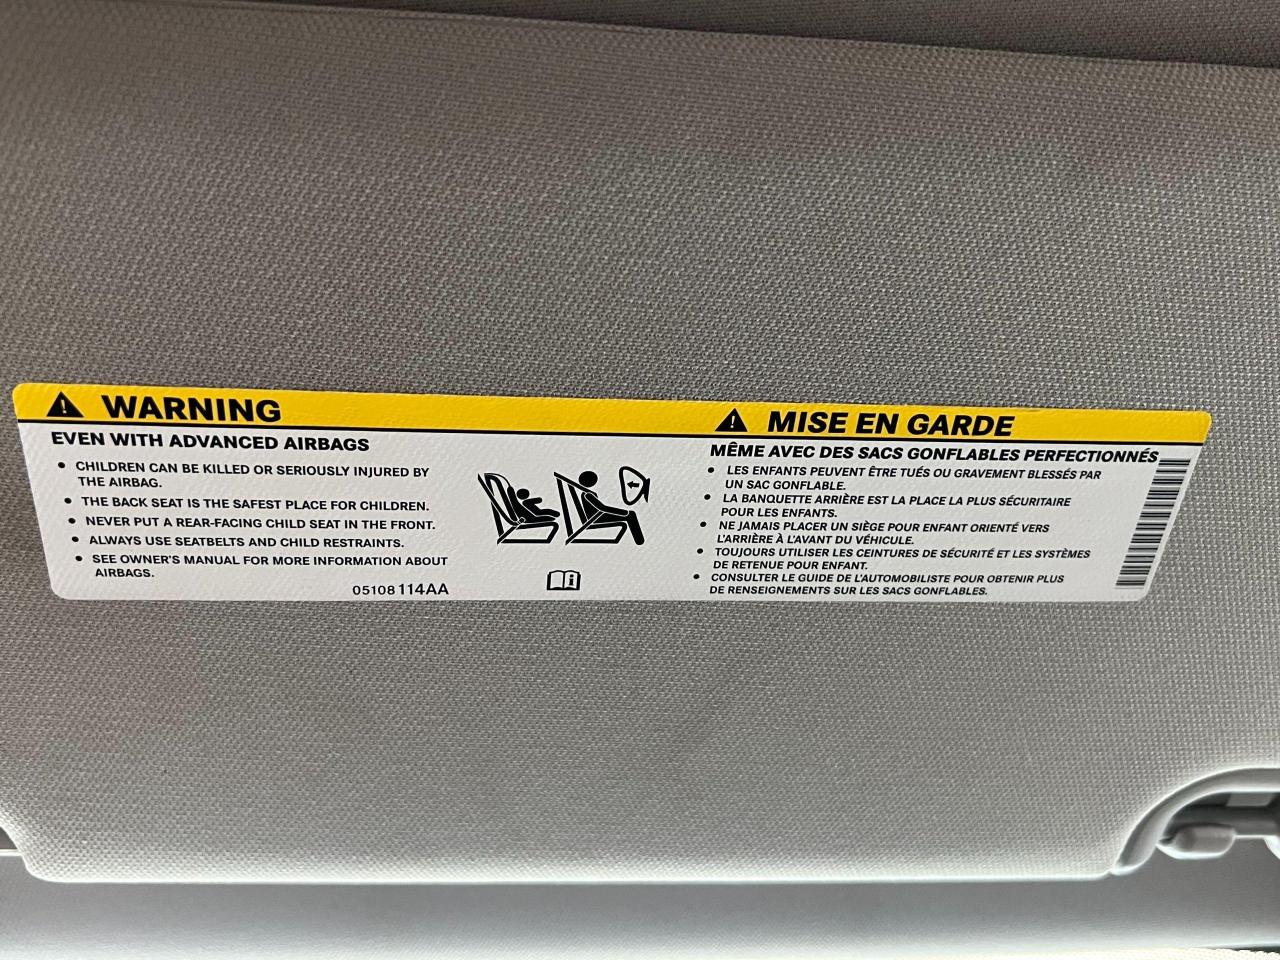 WARNING
EVEN WITH ADVANCED AIRBAGS
• CHILDREN CAN BE KILLED OR SERIOUSLY INJURED BY
THE AIRBAG.
• THE BACK SEAT IS THE SAFEST PLACE FOR CHILDREN.
• NEVER PUT A REAR-FACING CHILD SEAT IN THE FRONT.
• ALWAYS USE SEATBELTS AND CHILD RESTRAINTS.
• SEE OWNER'S MANUAL FOR MORE INFORMATION ABOUT
AIRBAGS.
05108114AA
MISE EN GARDE
MÊME AVEC DES SACS GONFLABLES PERFECTIONNÉS
• LES ENFANTS PEUVENT ÊTRE TUÉS OU GRAVEMENT BLESSÉS PAR
UN SAC GONFLABLE.
• LA BANQUETTE ARRIÈRE EST LA PLACE LA PLUS SÉCURITAIRE
POUR LES ENFANTS.
• NE JAMAIS PLACER UN SIÈGE POUR ENFANT ORIENTÉ VERS
L'ARRIÈRE À L'AVANT DU VÉHICULE.
• TOUJOURS UTILISER LES CEINTURES DE SÉCURITÉ ET LES SYSTÈMES
DE RETENUE POUR ENFANT.
• CONSULTER LE GUIDE DE L'AUTOMOBILISTE POUR OBTENIR PLUS
DE RENSEIGNEMENTS SUR LES SACS GONFLABLES.